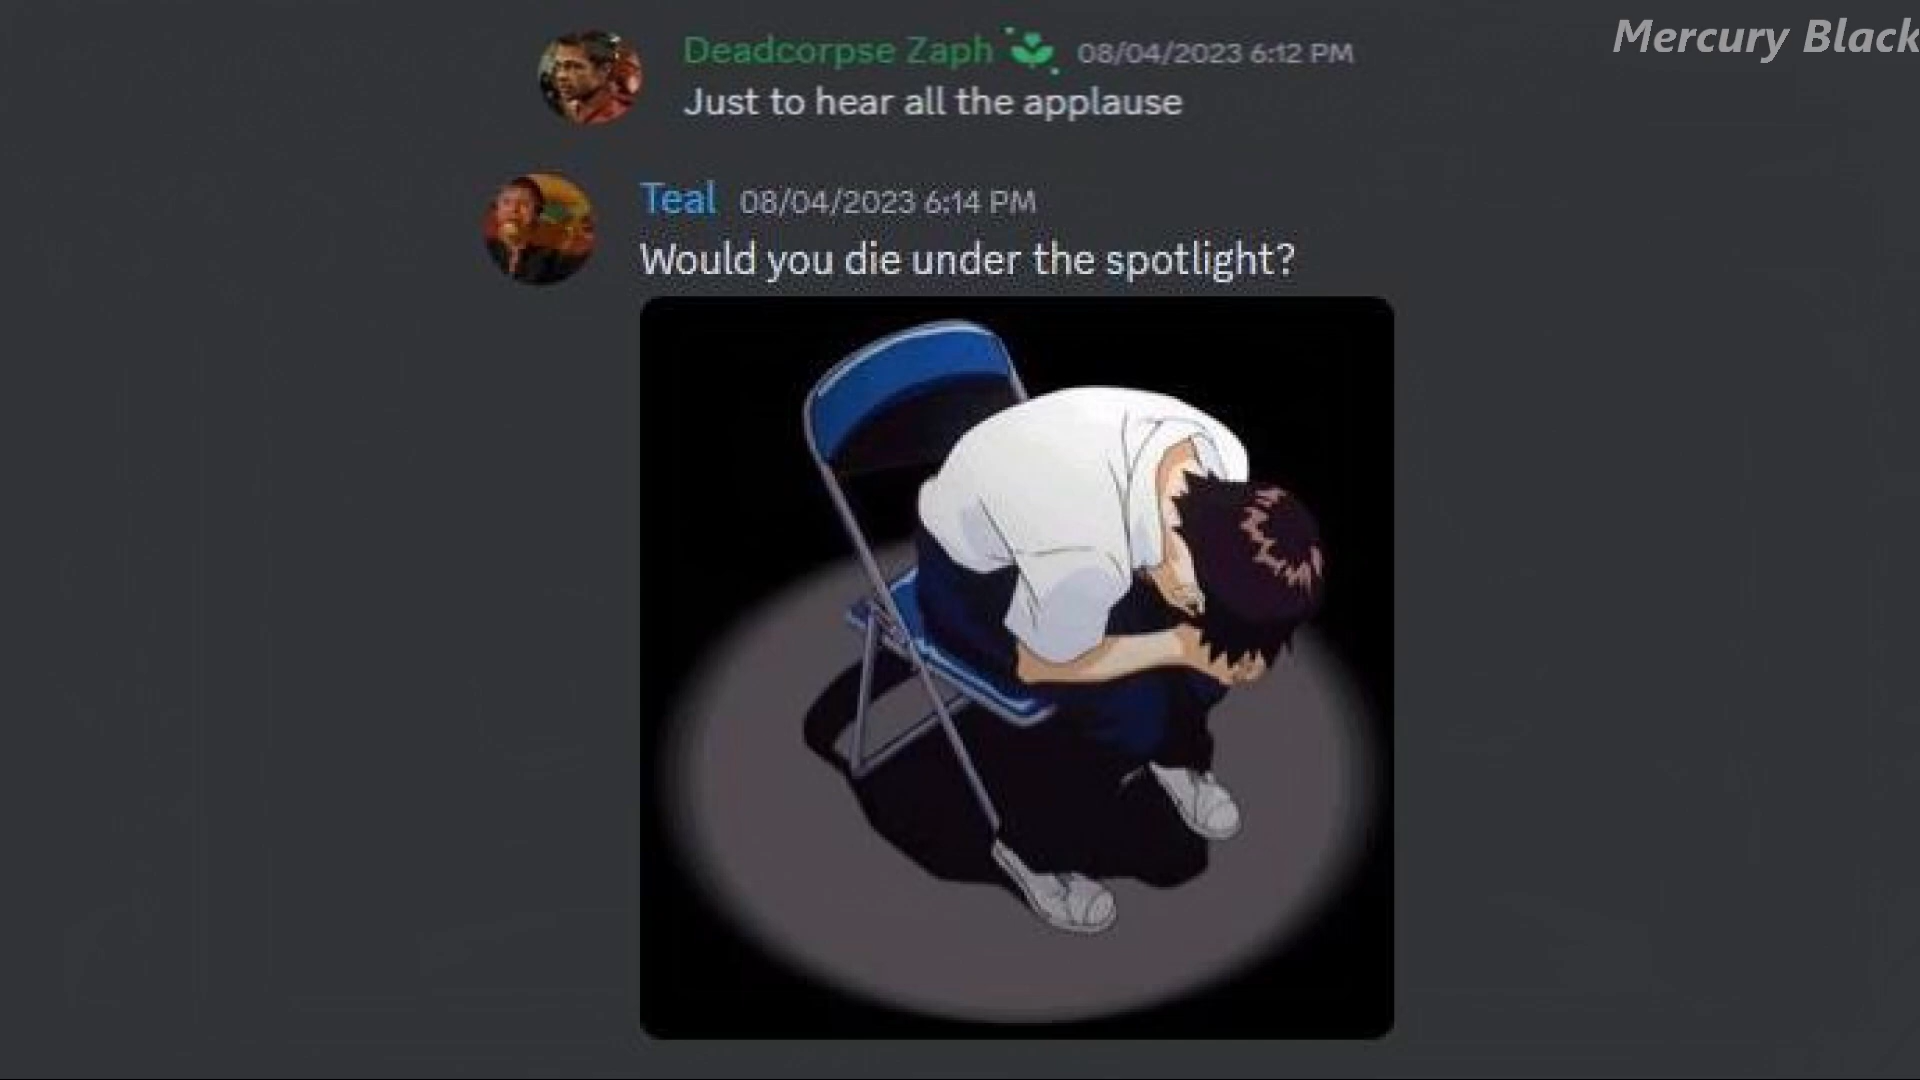 Mercury Black
Deadcorpse Zaph 08/04/2023 6:12 PM
Just to hear all the applause
Teal 08/04/2023 6:14 PM
Would you die under the spotlight?